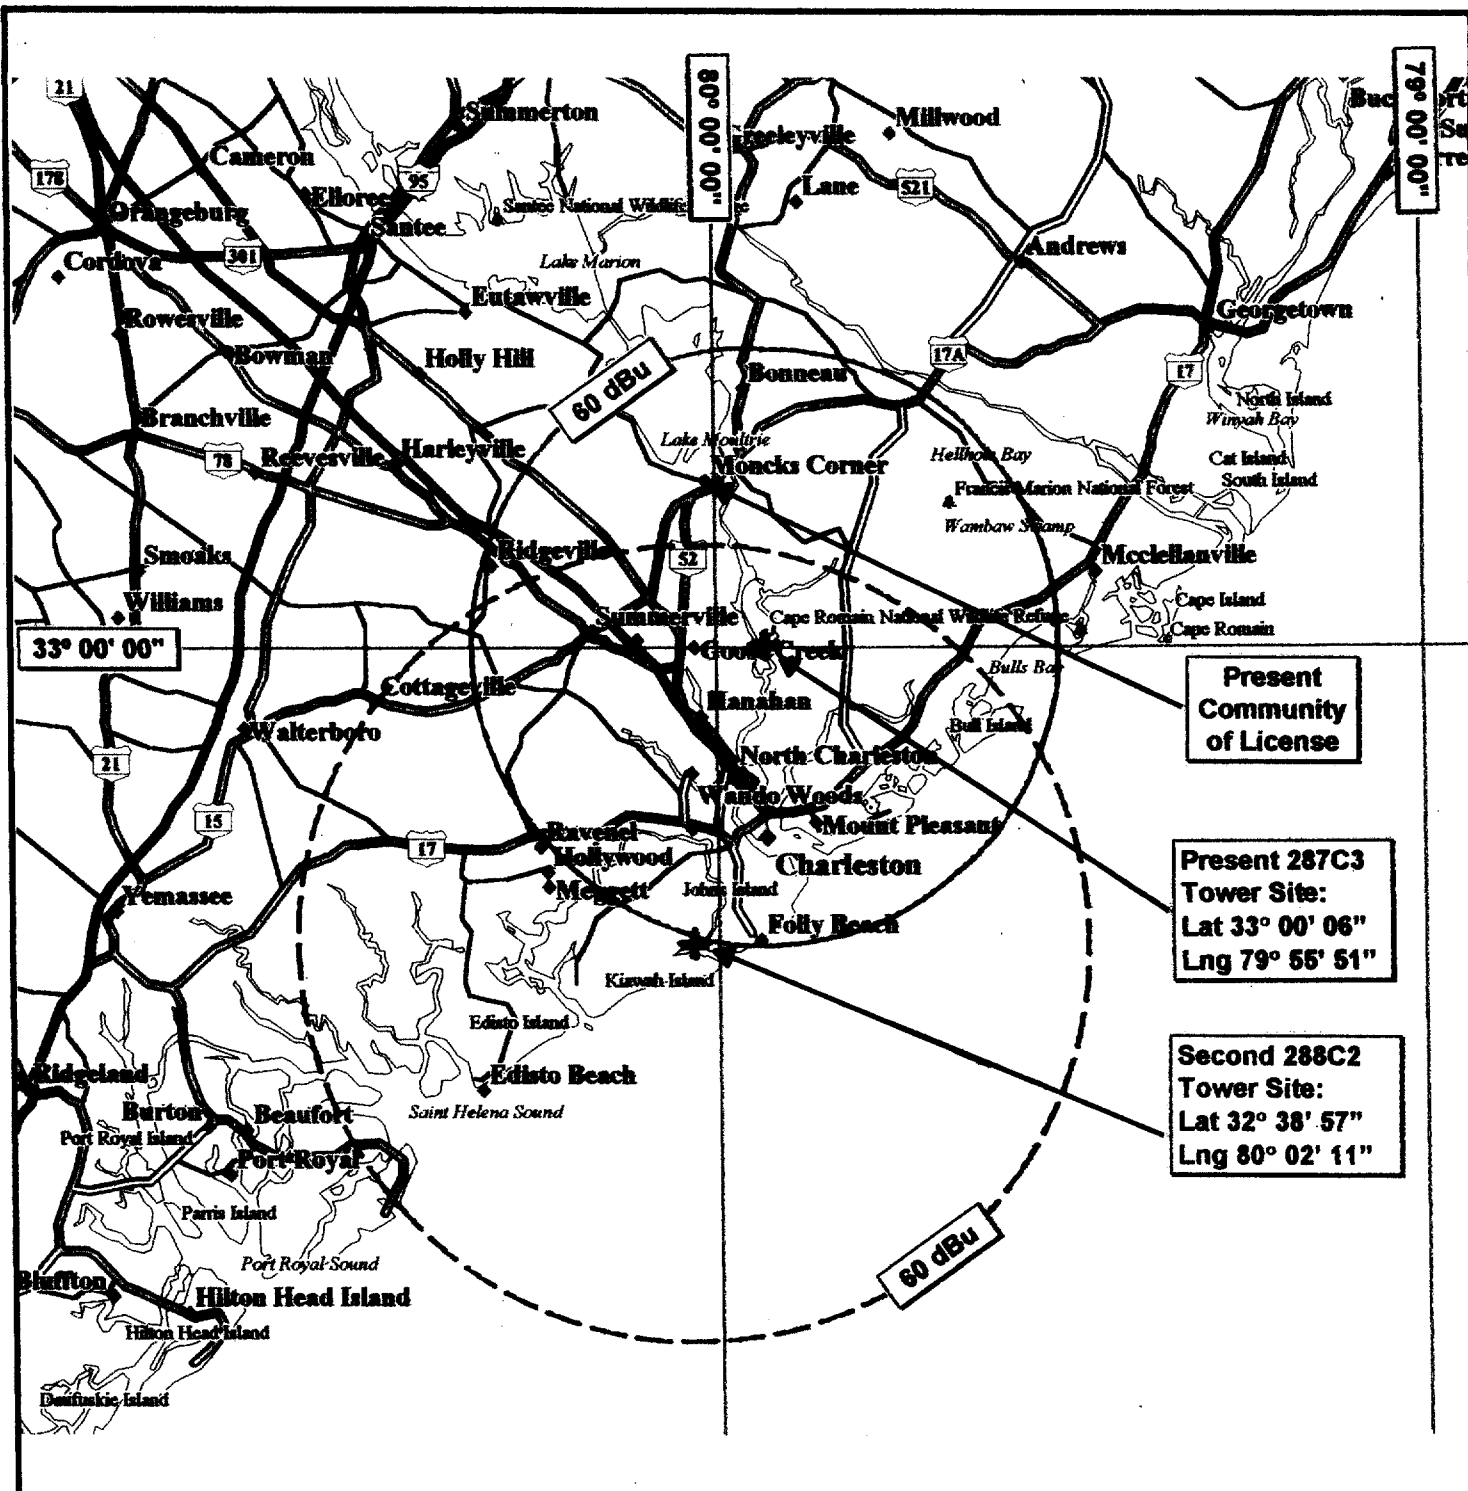 21
Summerton
80° 00' 00"
79° 00' 00"
Millwood
Cameron
178
95
Elloree
Lane
521
Santee National Wildlife
Orangeburg
Santee
301
Cordova
Lake Marion
Andrews
Eutawville
Georgetown
Rowesville
Bowman
Holly Hill
17A
17
60 dBu
Bonneau
North Island
Winyah Bay
Branchville
Lake Moultrie
Harleyville
78
Reevesville
Hellhole Bay
Cat Island
Moncks Corner
South Island
Francis Marion National Forest
Wambaw Swamp
Ridgeville
52
Smoaks
Mcclellanville
Williams
Cape Island
Summerville
Cape Romain National Wildlife Refuge
Cape Romain
33° 00' 00"
Goose Creek
Bulls Bay
Present
Community
of License
Cottageville
Hanahan
Bull Island
Walterboro
North Charleston
21
Wando Woods
15
Mount Pleasant
Ravenel
17
Hollywood
Charleston
Present 287C3
Tower Site:
Lat 33° 00' 06"
Lng 79° 55' 51"
Meggett
Johns Island
Yemassee
Folly Beach
Kiawah Island
Edisto Island
Second 288C2
Tower Site:
Lat 32° 38' 57"
Lng 80° 02' 11"
Ridgeland
Edisto Beach
Burton
Beaufort
Saint Helena Sound
Port Royal Island
Port Royal
Parris Island
60 dBu
Port Royal Sound
Bluffton
Hilton Head Island
Hilton Head Island
Daufuskie Island